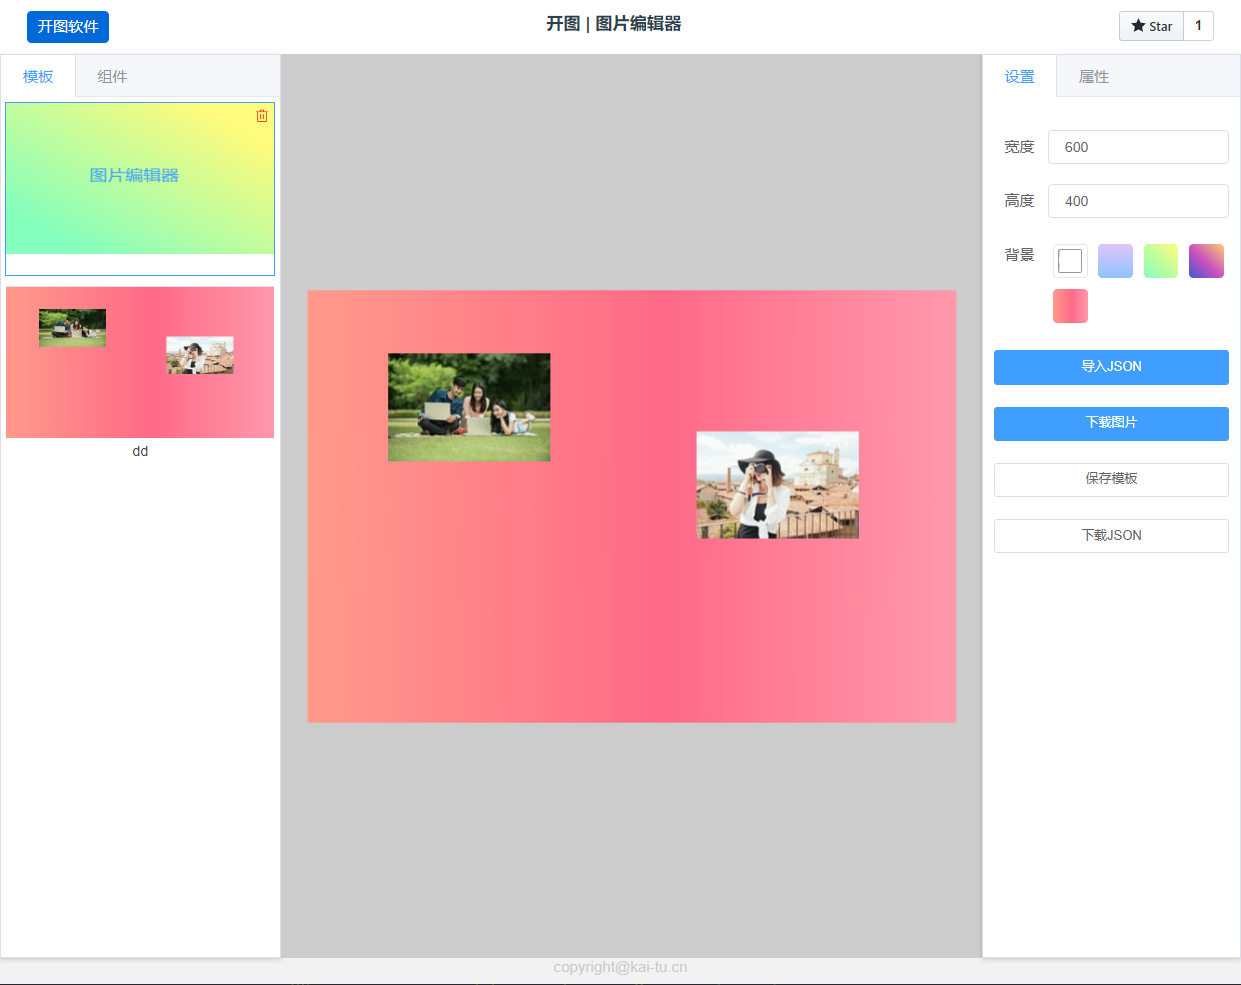 开图软件
开图 | 图片编辑器
Star 1
模板 组件
图片编辑器
dd
设置 属性
宽度 600
高度 400
背景
导入JSON
下载图片
保存模板
下载JSON
copyright@kai-tu.cn